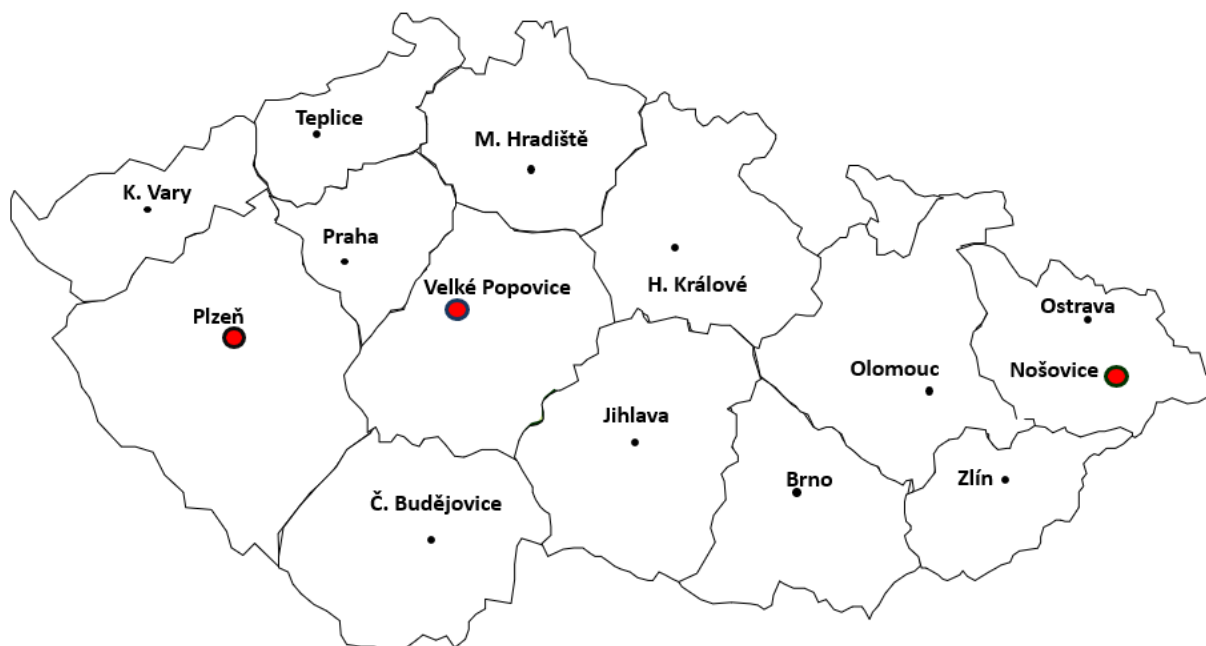 Teplice
M. Hradiště
K. Vary
Praha
Velké Popovice
H. Králové
Plzeň
Ostrava
Nošovice
Olomouc
Jihlava
Brno
Zlín
Č. Budějovice